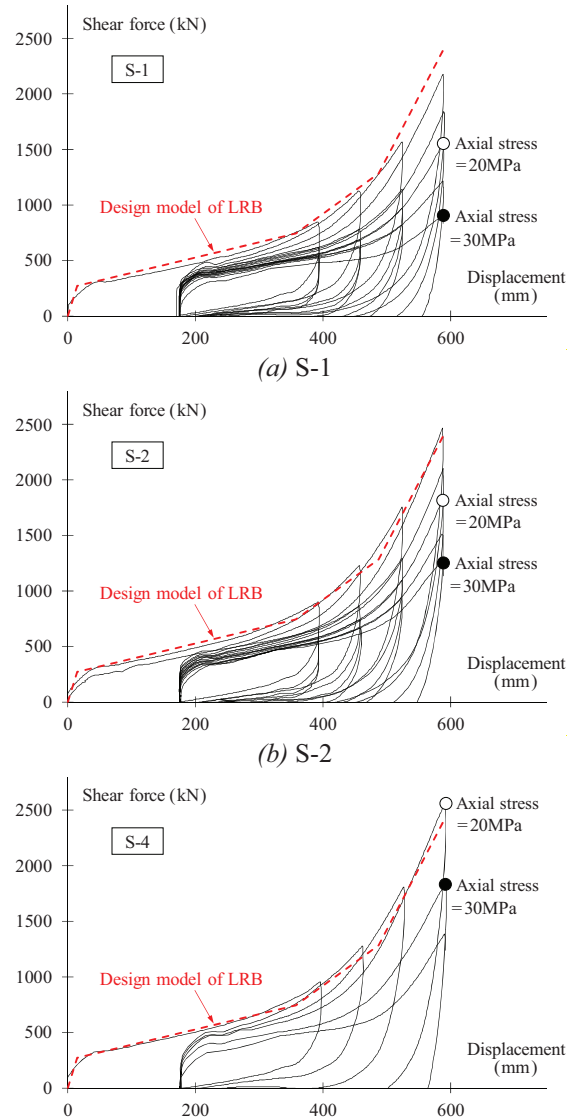 Shear force (kN)
2500
S-1
2000
Axial stress
=20MPa
1500
Design model of LRB
1000
Axial stress
=30MPa
500
Displacement
(mm)
0
0
200
400
600
(a) S-1
Shear force (kN)
2500
S-2
2000
Axial stress
=20MPa
1500
Axial stress
=30MPa
1000
Design model of LRB
500
Displacement
(mm)
0
0
200
400
600
(b) S-2
Shear force (kN)
2500
Axial stress
=20MPa
S-4
2000
Axial stress
=30MPa
1500
1000
Design model of LRB
500
Displacement
(mm)
0
0
200
400
600